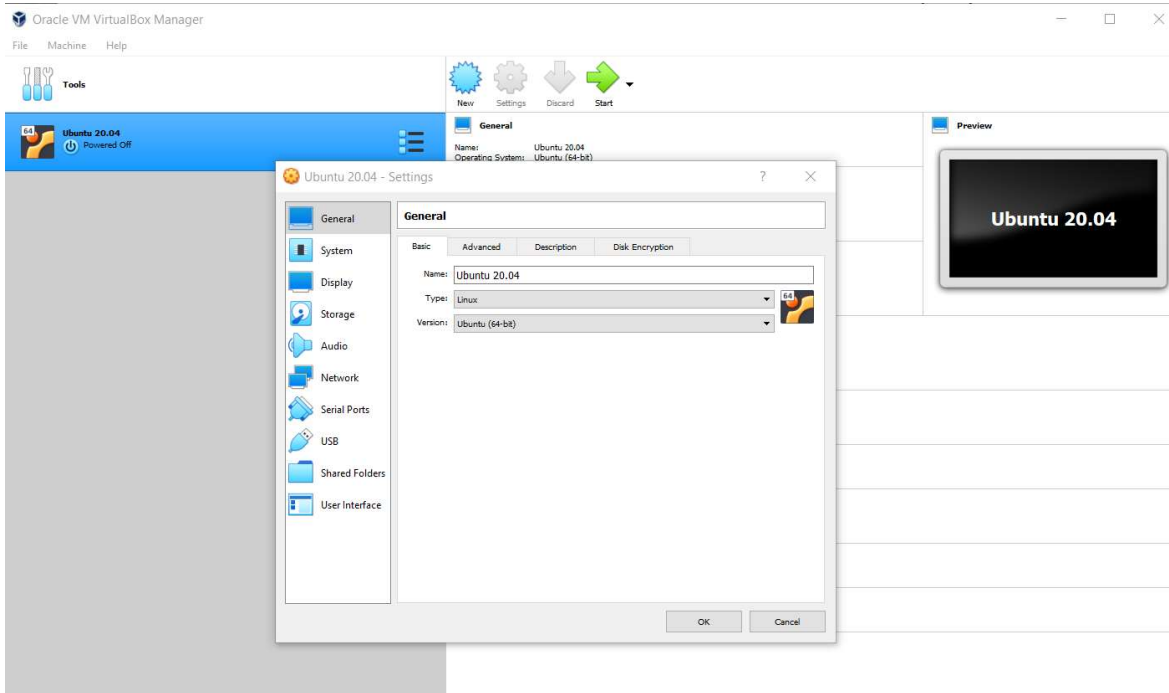 Oracle VM VirtualBox Manager
File Machine Help
Tools
New Settings Discard Start
64
Ubuntu 20.04
Powered Off
General
Name: Ubuntu 20.04
Operating System: Ubuntu (64-bit)
Preview
Ubuntu 20.04
Ubuntu 20.04 - Settings ?
General
System
Display
Storage
Audio
Network
Serial Ports
USB
Shared Folders
User Interface
General
Basic Advanced Description Disk Encryption
Name: Ubuntu 20.04
Type: Linux
64
Version: Ubuntu (64-bit)
OK Cancel